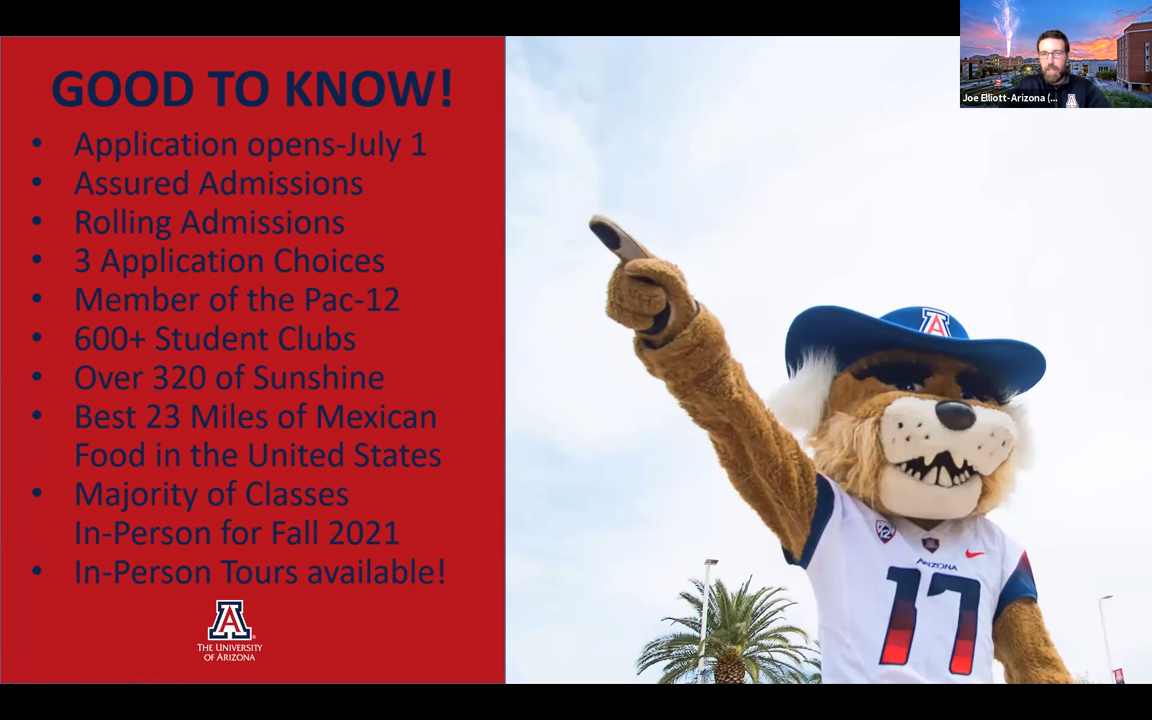 GOOD TO KNOW!
• Application opens-July 1
• Assured Admissions
• Rolling Admissions
• 3 Application Choices
• Member of the Pac-12
• 600+ Student Clubs
• Over 320 of Sunshine
• Best 23 Miles of Mexican
Food in the United States
• Majority of Classes
In-Person for Fall 2021
• In-Person Tours available!
A
THE UNIVERSITY
OF ARIZONA
Joe Elliott-Arizona (...
A
A
12
ARIZONA
17